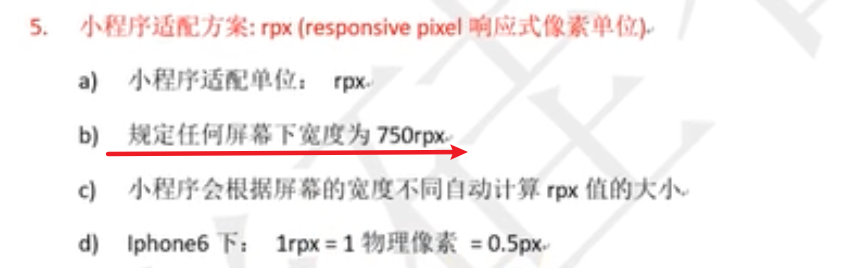 5. 小程序适配方案: rpx (responsive pixel 响应式像素单位)
a) 小程序适配单位： rpx
b) 规定任何屏幕下宽度为 750rpx
c) 小程序会根据屏幕的宽度不同自动计算 rpx 值的大小
d) Iphone6 下： 1rpx = 1 物理像素 = 0.5px